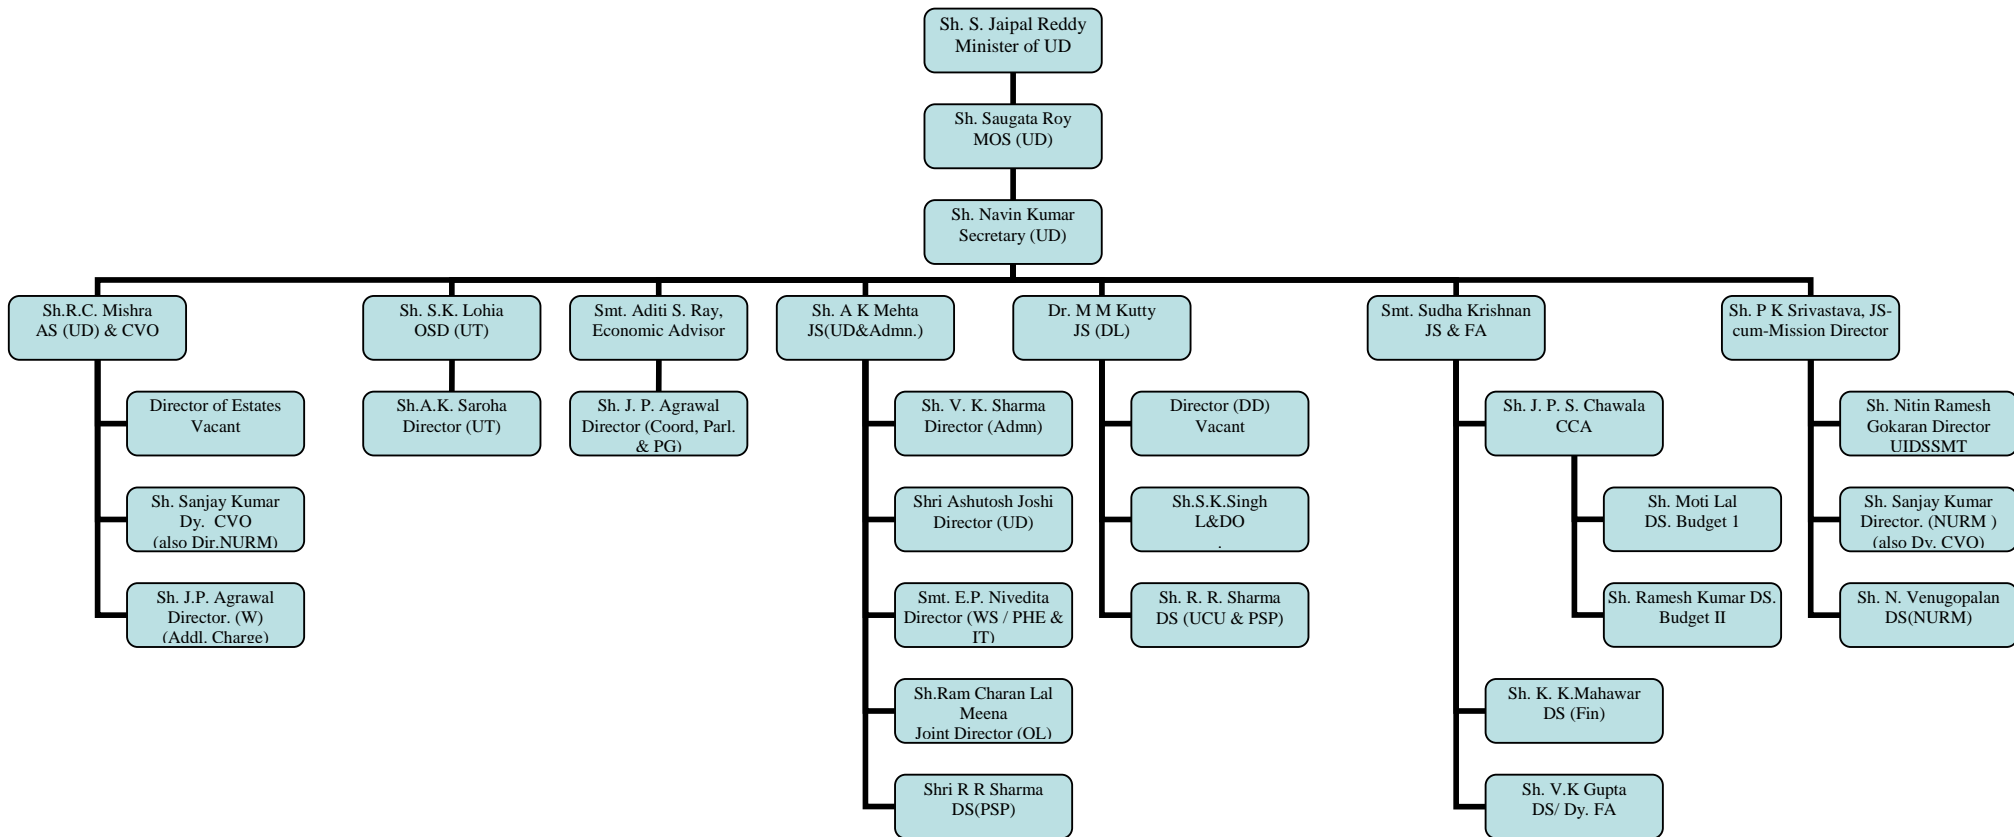 Sh. S. Jaipal Reddy
Minister of UD
Sh. Saugata Roy
MOS (UD)
Sh. Navin Kumar
Secretary (UD)
Sh.R.C. Mishra
AS (UD) & CVO
Director of Estates
Vacant
Sh. Sanjay Kumar
Dy. CVO
(also Dir.NURM)
Sh. J.P. Agrawal
Director. (W)
(Addl. Charge)
Sh. S.K. Lohia
OSD (UT)
Sh.A.K. Saroha
Director (UT)
Smt. Aditi S. Ray,
Economic Advisor
Sh. J. P. Agrawal
Director (Coord, Parl.
& PG)
Sh. A K Mehta
JS(UD&Admn.)
Sh. V. K. Sharma
Director (Admn)
Shri Ashutosh Joshi
Director (UD)
Smt. E.P. Nivedita
Director (WS / PHE &
IT)
Sh.Ram Charan Lal
Meena
Joint Director (OL)
Shri R R Sharma
DS(PSP)
Dr. M M Kutty
JS (DL)
Director (DD)
Vacant
Sh.S.K.Singh
L&DO
.
Sh. R. R. Sharma
DS (UCU & PSP)
Smt. Sudha Krishnan
JS & FA
Sh. J. P. S. Chawala
CCA
Sh. Moti Lal
DS. Budget 1
Sh. Ramesh Kumar DS.
Budget II
Sh. K. K.Mahawar
DS (Fin)
Sh. V.K Gupta
DS/ Dy. FA
Sh. P K Srivastava, JS-
cum-Mission Director
Sh. Nitin Ramesh
Gokaran Director
UIDSSMT
Sh. Sanjay Kumar
Director. (NURM )
(also Dy. CVO)
Sh. N. Venugopalan
DS(NURM)